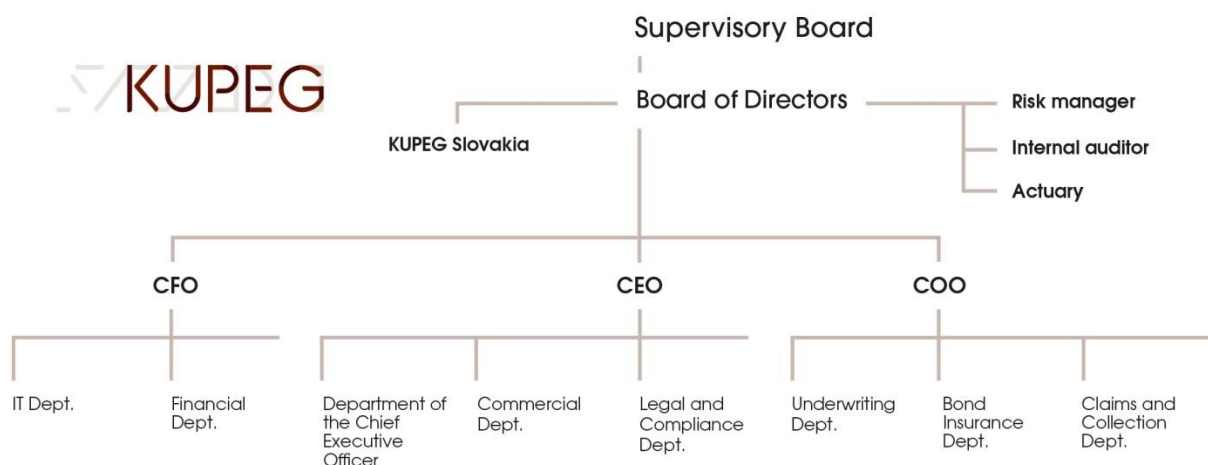 Supervisory Board
KUPEG
Board of Directors
Risk manager
KUPEG Slovakia
Internal auditor
Actuary
CFO
CEO
COO
IT Dept.
Financial
Dept.
Department of
the Chief
Executive
Officer
Commercial
Dept.
Legal and
Compliance
Dept.
Underwriting
Dept.
Bond
Insurance
Dept.
Claims and
Collection
Dept.